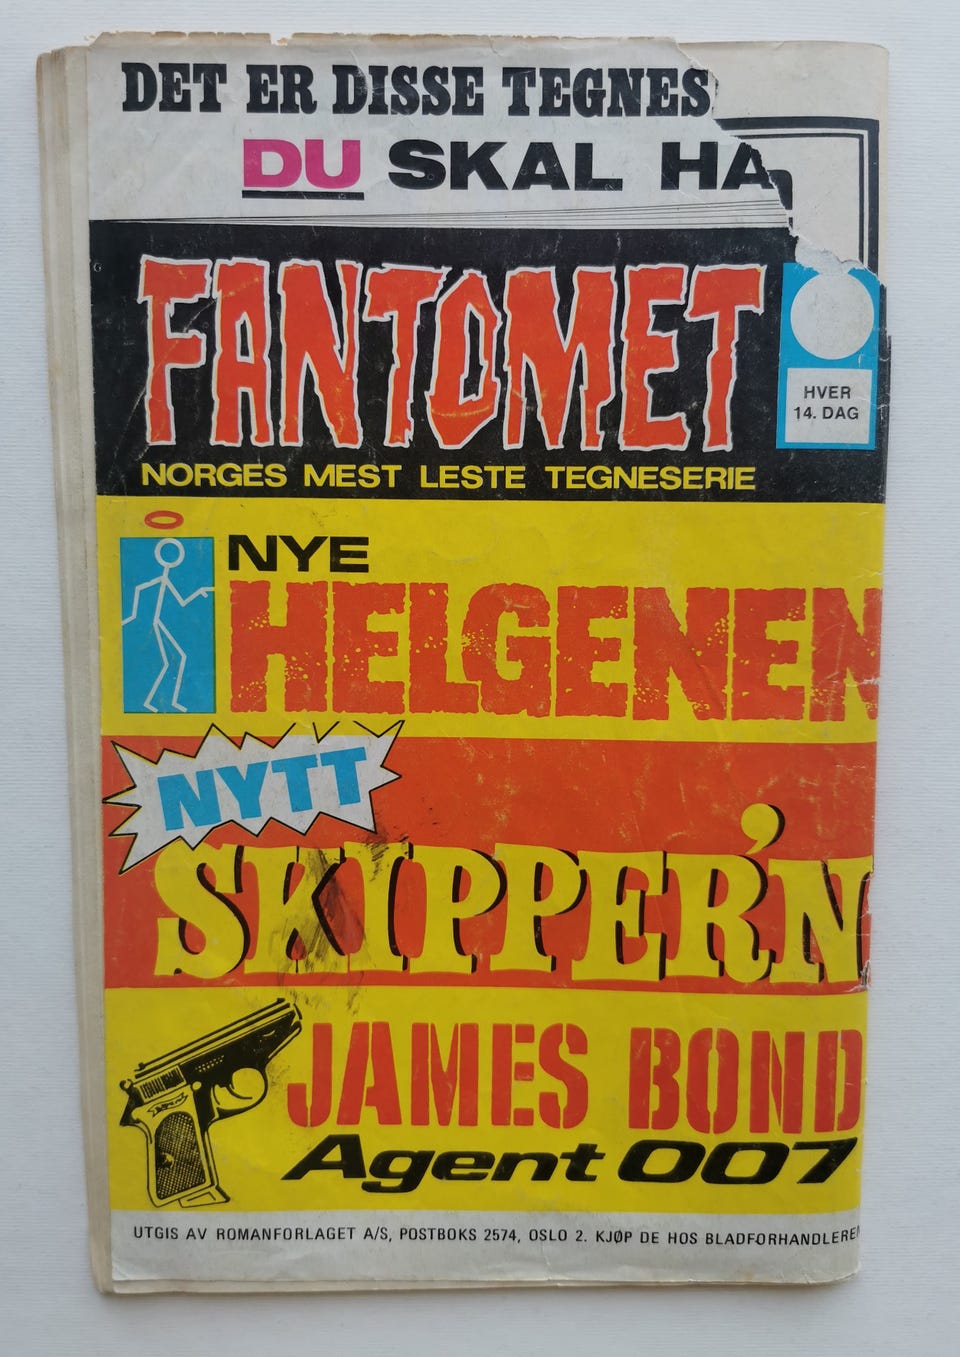 DET ER DISSE TEGNES
DU SKAL HA
FANTOMET
HVER
14. DAG
NORGES MEST LESTE TEGNESERIE
NYE
HELGENEN
NYTT
SKIPPER'N
JAMES BOND
Agent 007
UTGIS AV ROMANFORLAGET A/S, POSTBOKS 2574, OSLO 2. KJØP DE HOS BLADFORHANDLEREN